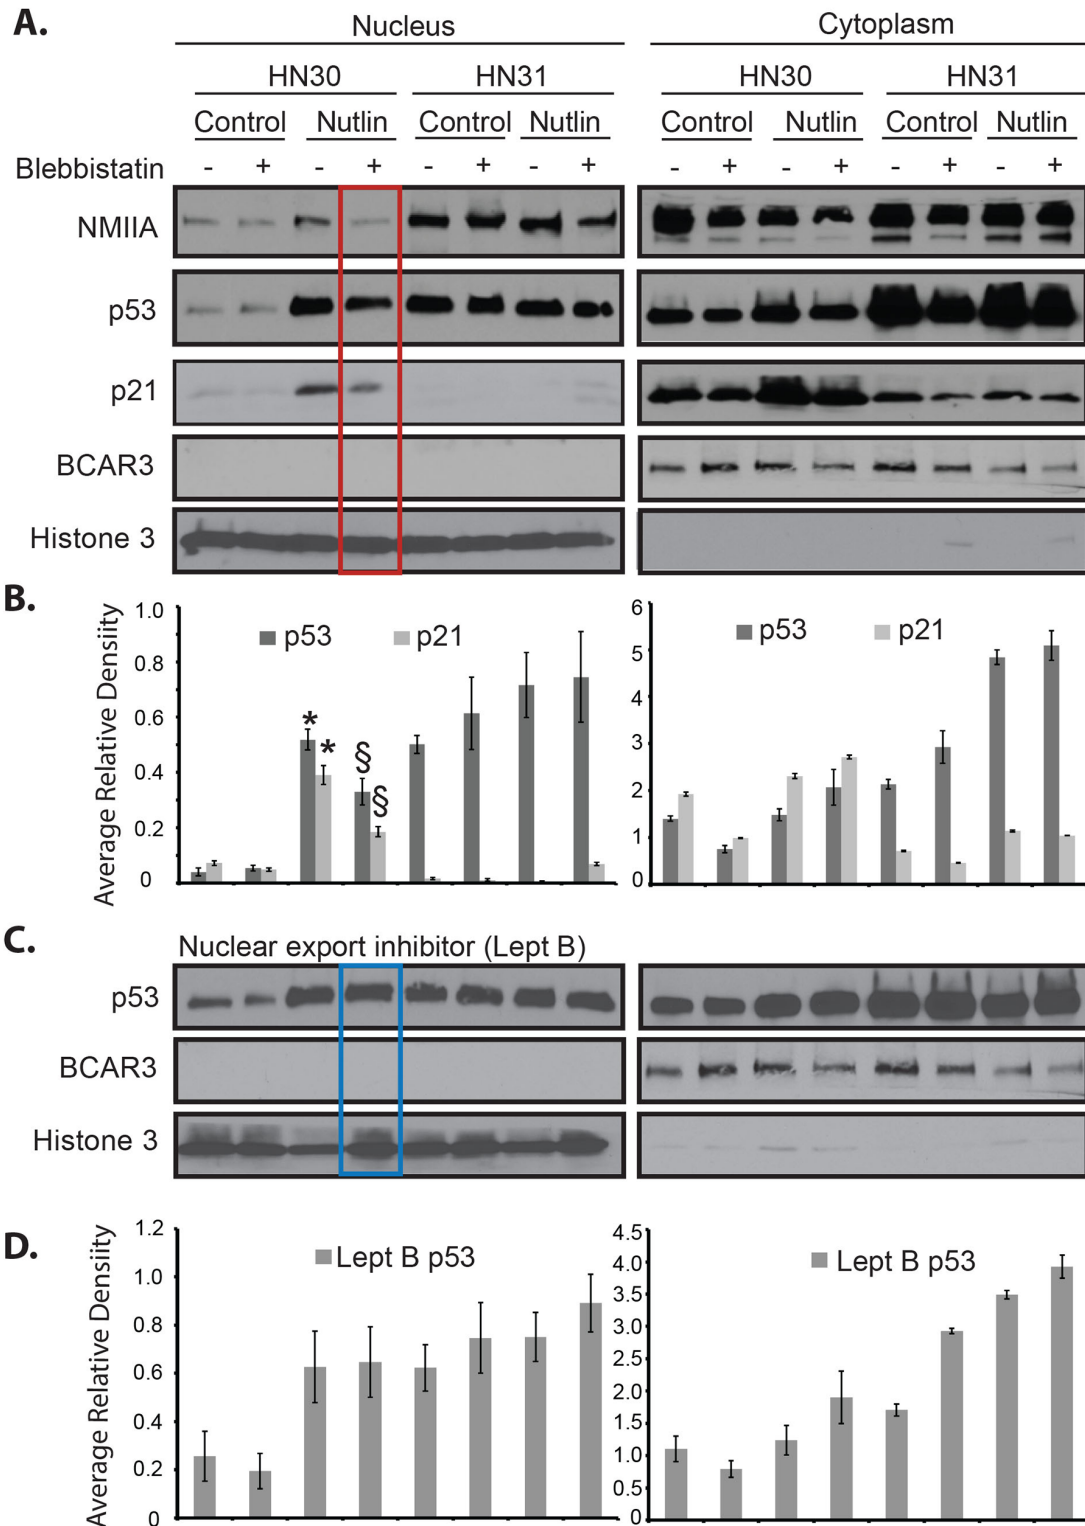 A.
Nucleus Cytoplasm
HN30 HN31 HN30 HN31
Control Nutlin Control Nutlin Control Nutlin Control Nutlin
Blebbistatin - + - + - + - + - + - + - + - +
NMIIA
p53
p21
BCAR3
Histone 3
B.
Average Relative Densiity
1.0
0.8
0.6
0.4
0.2
0
p53 p21
* * § §
6
5
4
3
2
1
0
p53 p21
C.
Nuclear export inhibitor (Lept B)
p53
BCAR3
Histone 3
D.
Average Relative Densiity
1.2
1.0
0.8
0.6
0.4
0.2
0
Lept B p53
4.5
4.0
3.5
3.0
2.5
2.0
1.5
1.0
0.5
0
Lept B p53